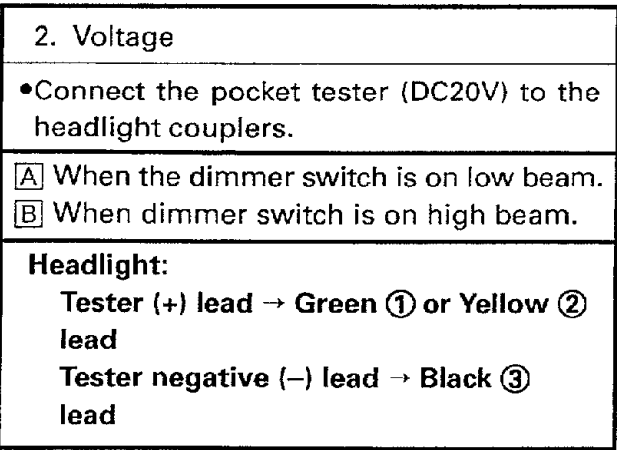 2. Voltage
•Connect the pocket tester (DC20V) to the
headlight couplers.
[A] When the dimmer switch is on low beam.
[B] When dimmer switch is on high beam.
Headlight:
Tester (+) lead → Green ① or Yellow ②
lead
Tester negative (–) lead → Black ③
lead